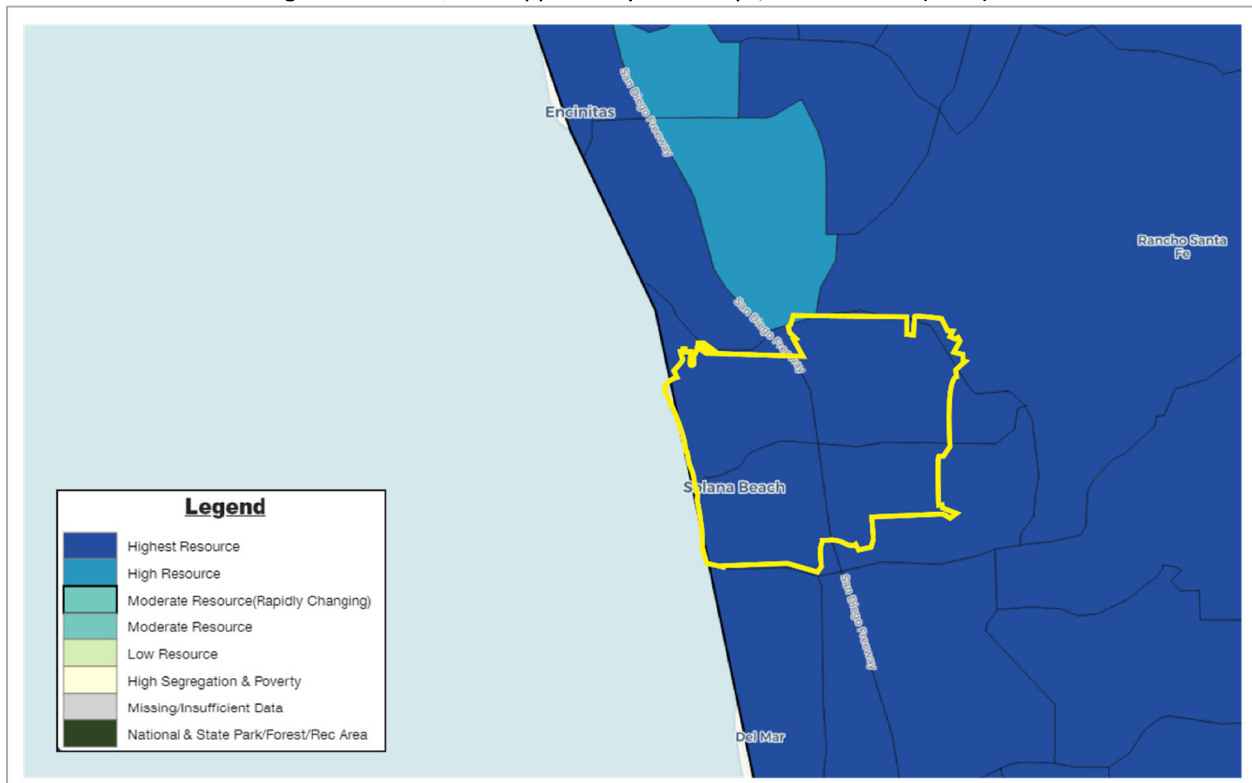 Encinitas
San Diego Freeway
Rancho Santa
Fe
San Diego Freeway
Solana Beach
San Diego Freeway
Del Mar
Legend
Highest Resource
High Resource
Moderate Resource(Rapidly Changing)
Moderate Resource
Low Resource
High Segregation & Poverty
Missing/Insufficient Data
National & State Park/Forest/Rec Area